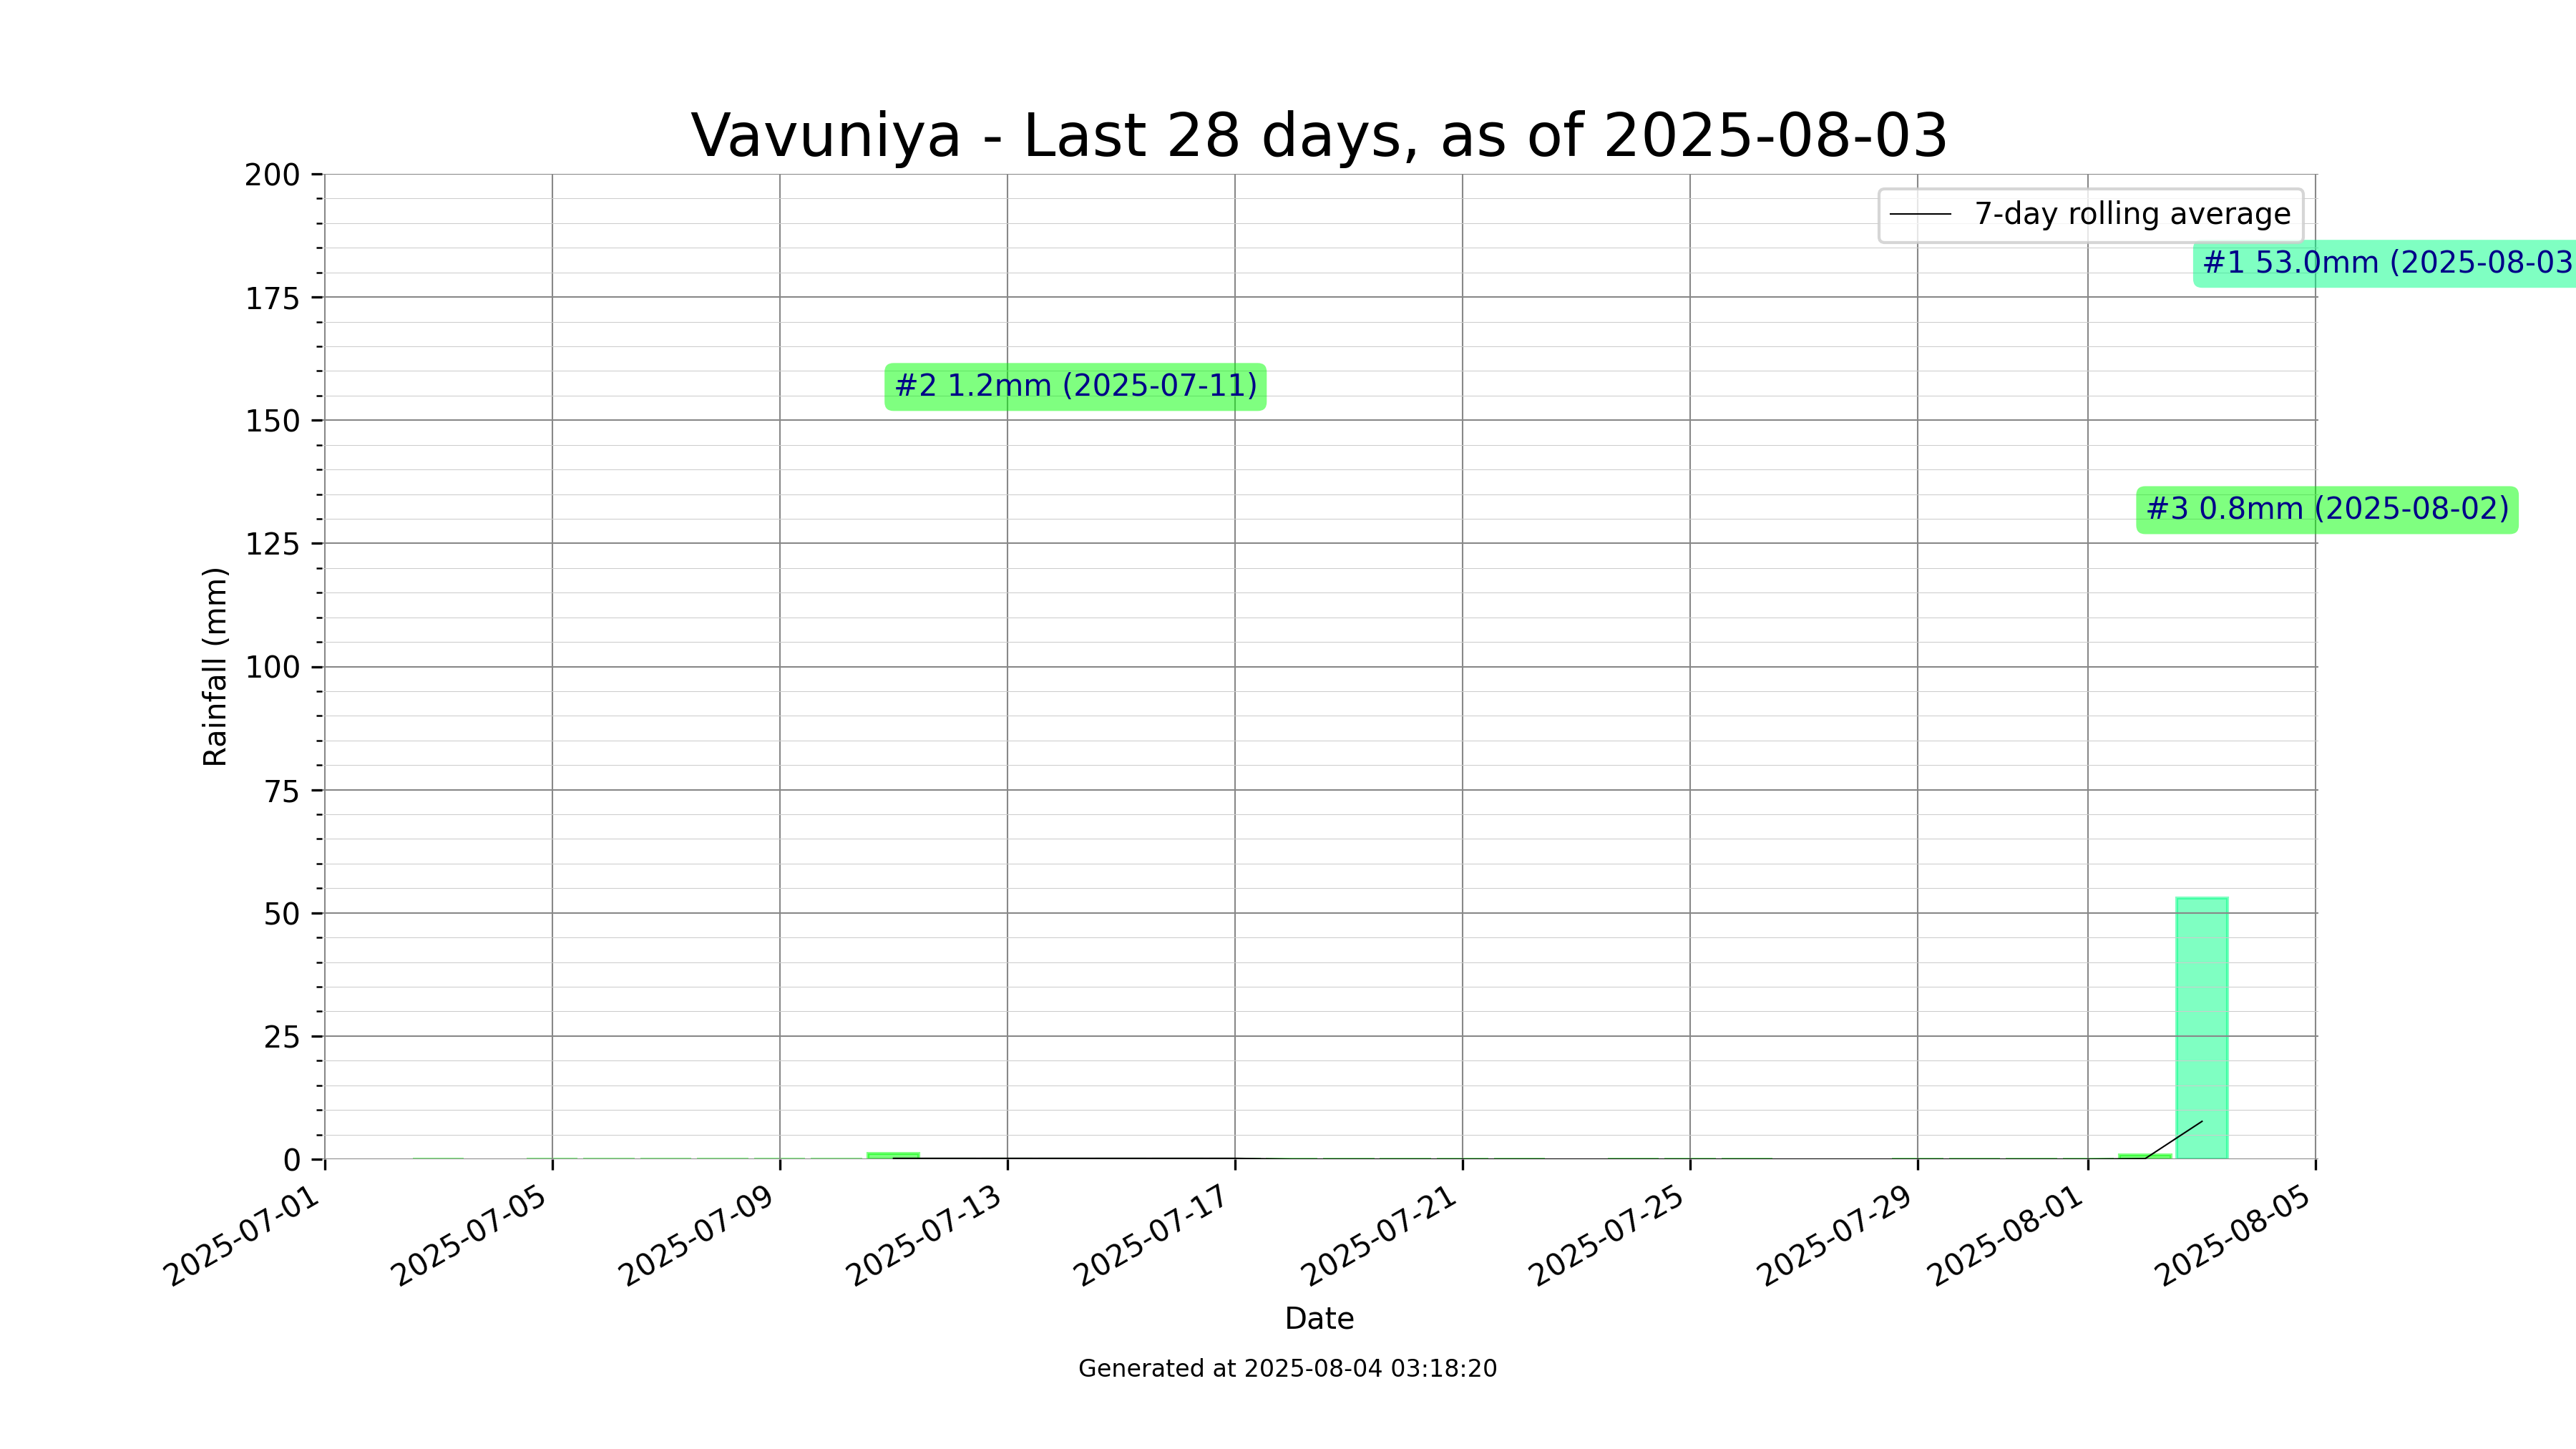 Vavuniya - Last 28 days, as of 2025-08-03
200
175
150
125
100
75
50
25
0
Rainfall (mm)
7-day rolling average
#1 53.0mm (2025-08-03
#2 1.2mm (2025-07-11)
#3 0.8mm (2025-08-02)
2025-07-01
2025-07-05
2025-07-09
2025-07-13
2025-07-17
2025-07-21
2025-07-25
2025-07-29
2025-08-01
2025-08-05
Date
Generated at 2025-08-04 03:18:20